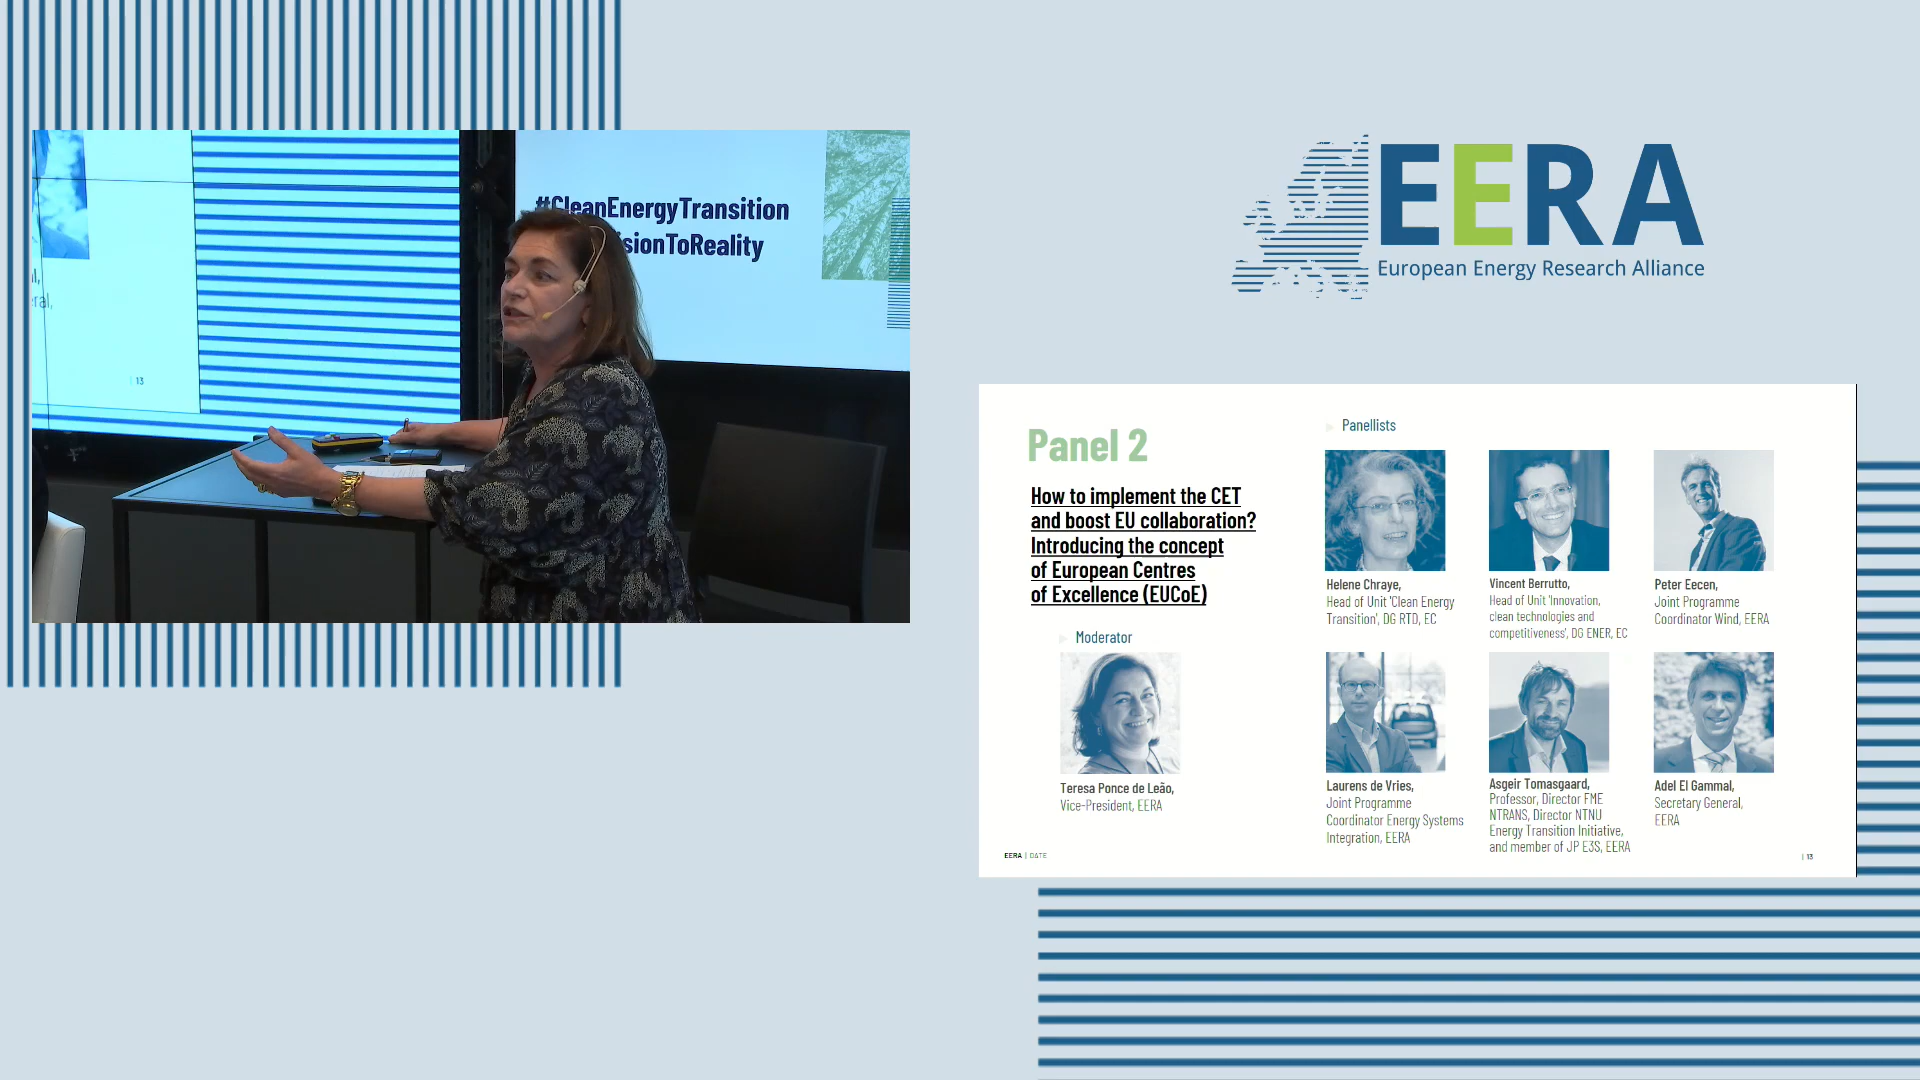 #CleanEnergyTransition
isionToReality
13
EERA
European Energy Research Alliance
Panel 2
How to implement the CET
and boost EU collaboration?
Introducing the concept
of European Centres
of Excellence (EUCoE)
Moderator
Teresa Ponce de Leão,
Vice-President, EERA
Panellists
Helene Chraye,
Head of Unit 'Clean Energy
Transition', DG RTD, EC
Vincent Berrutto,
Head of Unit 'Innovation,
clean technologies and
competitiveness', DG ENER, EC
Peter Eecen,
Joint Programme
Coordinator Wind, EERA
Laurens de Vries,
Joint Programme
Coordinator Energy Systems
Integration, EERA
Asgeir Tomasgaard,
Professor, Director FME
NTRANS, Director NTNU
Energy Transition Initiative,
and member of JP E3S, EERA
Adel El Gammal,
Secretary General,
EERA
EERA | DATE
| 13